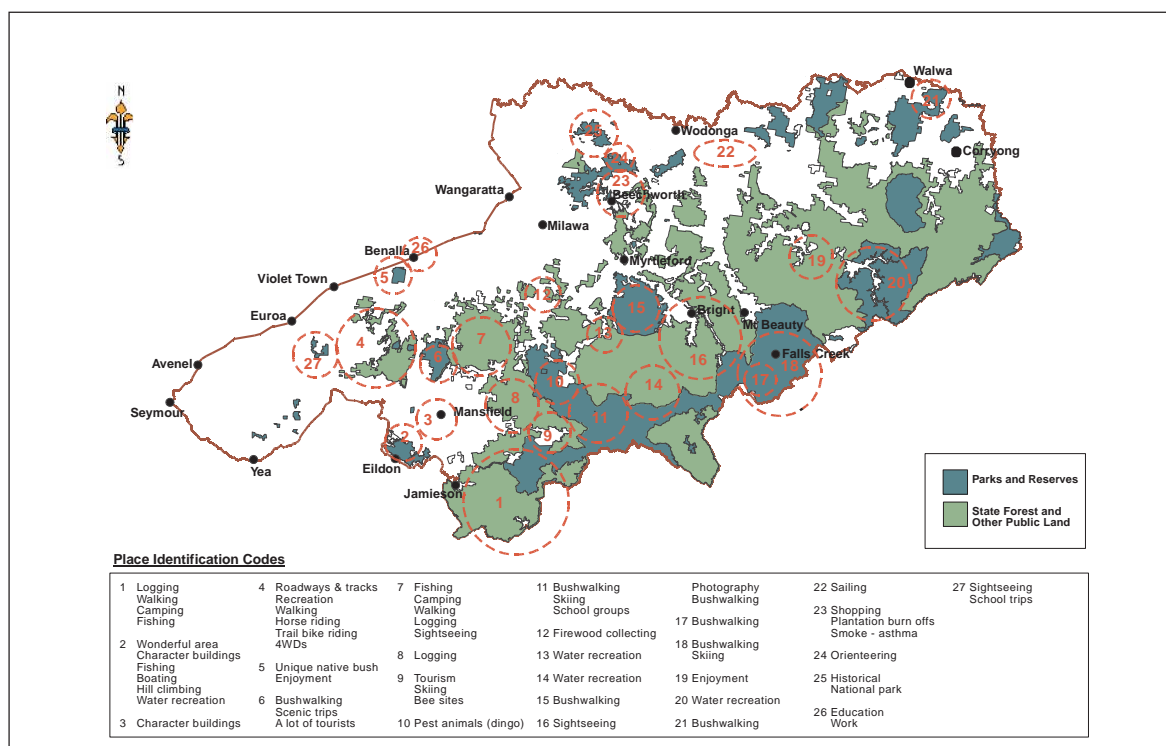 N
S
Walwa
21
Corryong
Wodonga
25
24
22
23
Beechworth
Wangaratta
Milawa
Benalla
26
5
Myrtleford
19
20
Violet Town
12
15
Bright
Mt Beauty
Euroa
4
7
13
16
27
6
Falls Creek
Avenel
10
14
17
18
Seymour
8
Mansfield
3
11
2
9
Yea
Eildon
Jamieson
1
Parks and Reserves
State Forest and
Other Public Land
Place Identification Codes
1 Logging
Walking
Camping
Fishing
2 Wonderful area
Character buildings
Fishing
Boating
Hill climbing
Water recreation
3 Character buildings
4 Roadways & tracks
Recreation
Walking
Horse riding
Trail bike riding
4WDs
5 Unique native bush
Enjoyment
6 Bushwalking
Scenic trips
A lot of tourists
7 Fishing
Camping
Walking
Logging
Sightseeing
8 Logging
9 Tourism
Skiing
Bee sites
10 Pest animals (dingo)
11 Bushwalking
Skiing
School groups
12 Firewood collecting
13 Water recreation
14 Water recreation
15 Bushwalking
16 Sightseeing
Photography
Bushwalking
17 Bushwalking
18 Bushwalking
Skiing
19 Enjoyment
20 Water recreation
21 Bushwalking
22 Sailing
23 Shopping
Plantation burn offs
Smoke - asthma
24 Orienteering
25 Historical
National park
26 Education
Work
27 Sightseeing
School trips